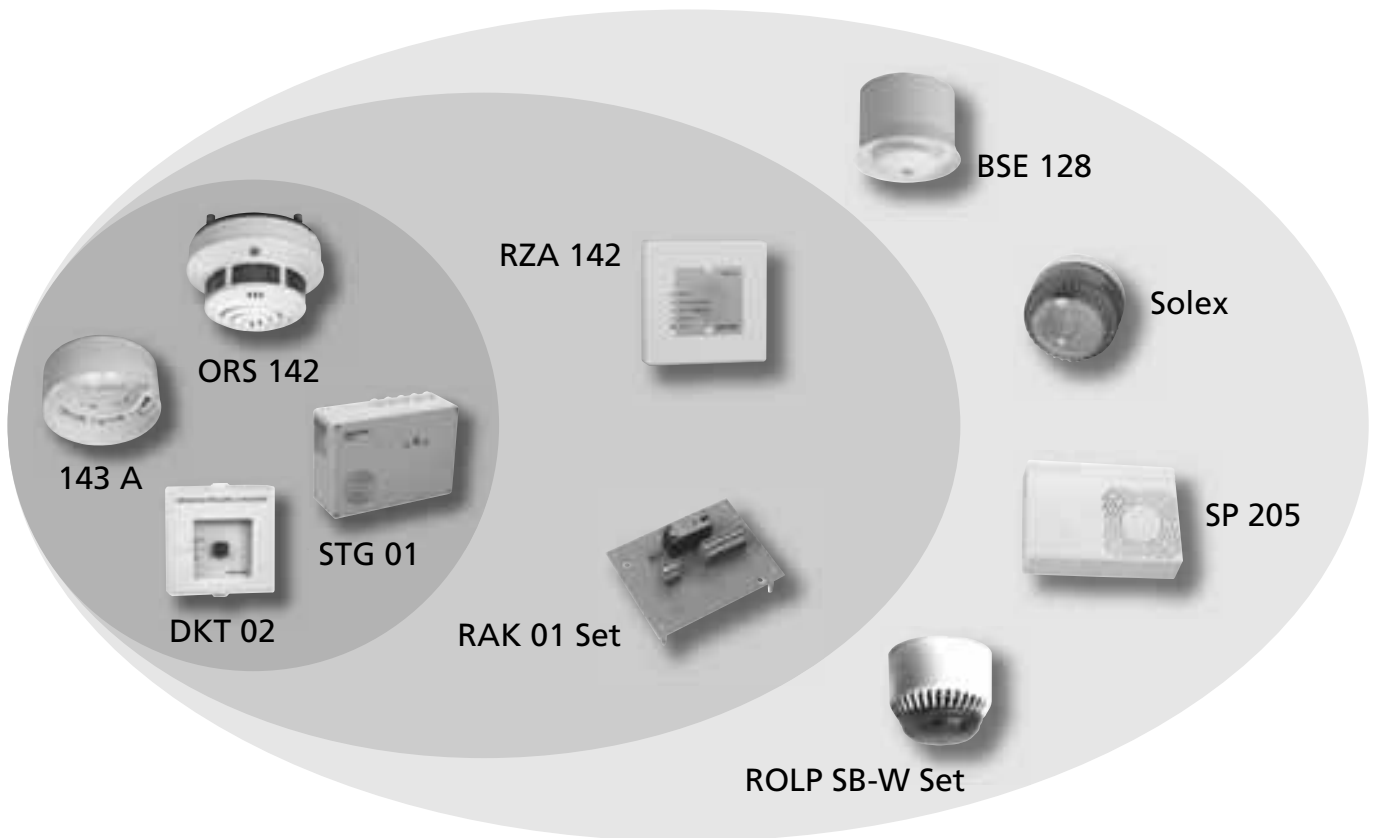 BSE 128
RZA 142
Solex
ORS 142
143 A
STG 01
SP 205
DKT 02
RAK 01 Set
ROLP SB-W Set